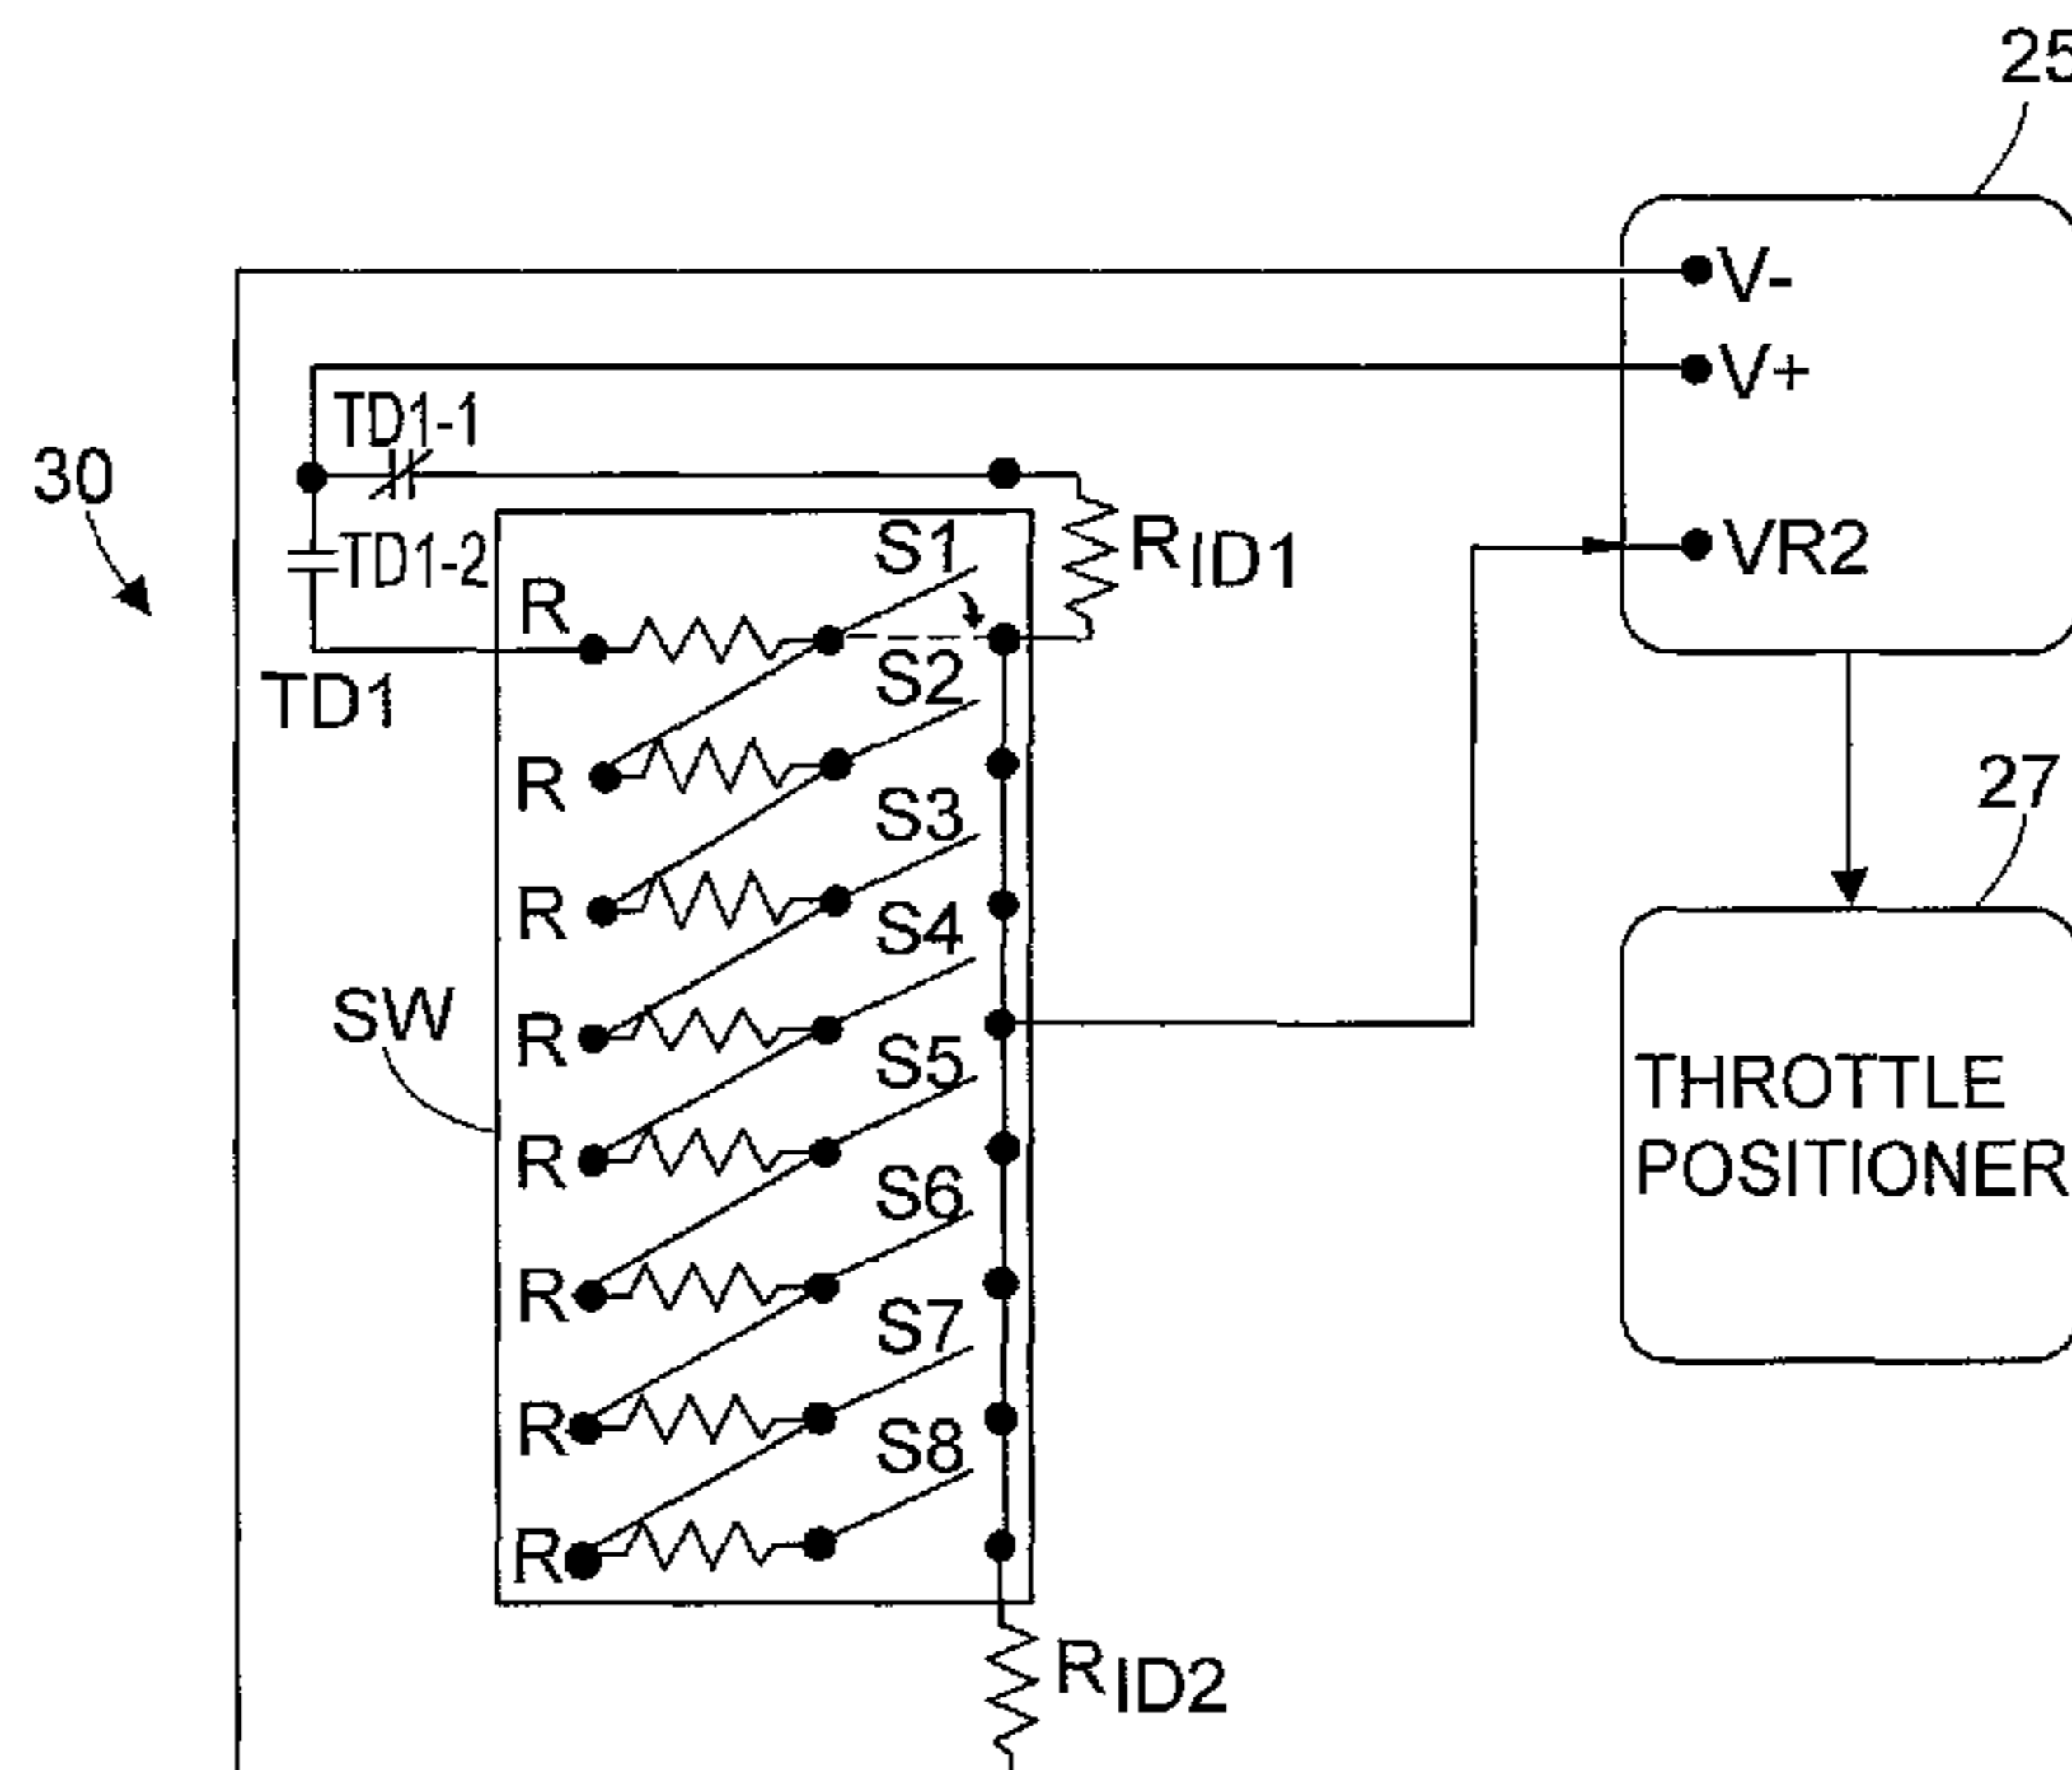 25
V-
V+
TD1-1
30
VR2
S1
RID1
TD1-2
R
S2
TD1
R
27
S3
R
S4
SW
R
S5
THROTTLE
POSITIONER
R
S6
R
S7
R
S8
R
RID2